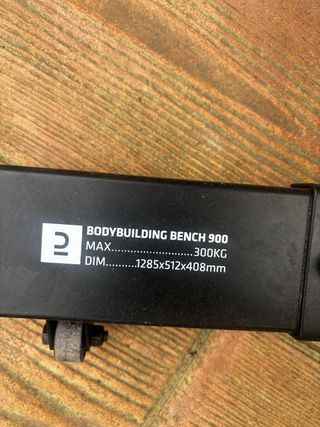 BODYBUILDING BENCH 900
MAX..........................300KG
DIM..........1285x512x408mm